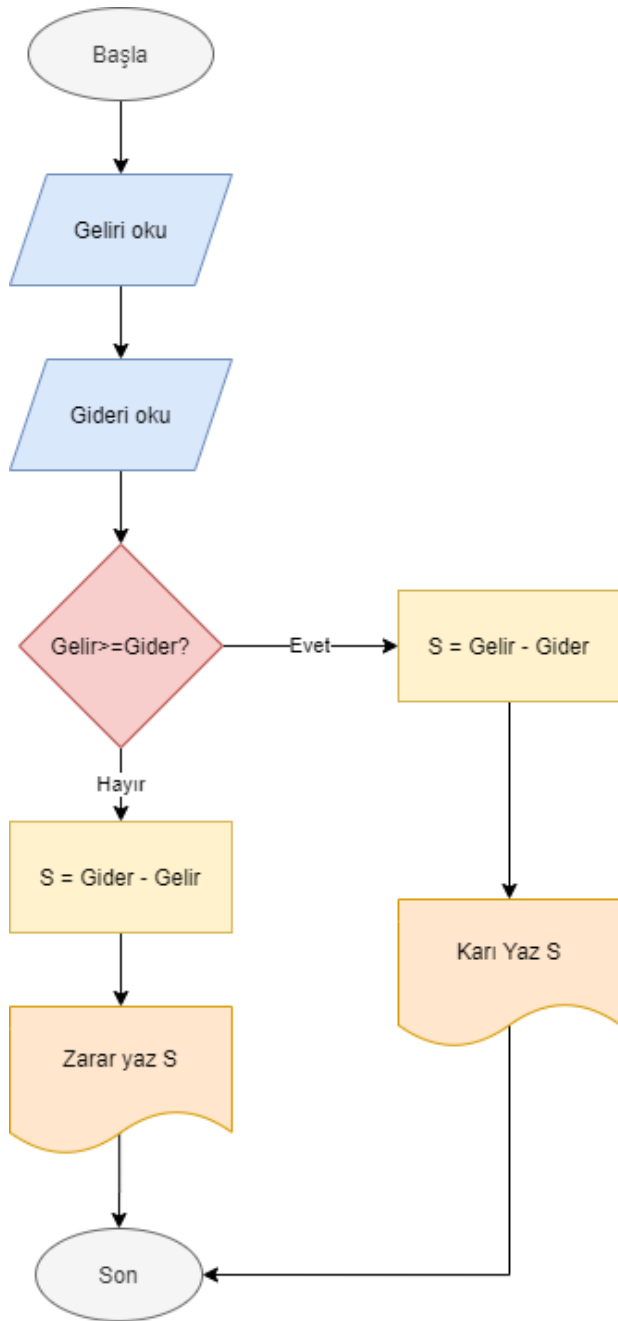 Başla
Geliri oku
Gideri oku
Gelir>=Gider?
Evet
S = Gelir - Gider
Hayır
S = Gider - Gelir
Karı Yaz S
Zarar yaz S
Son